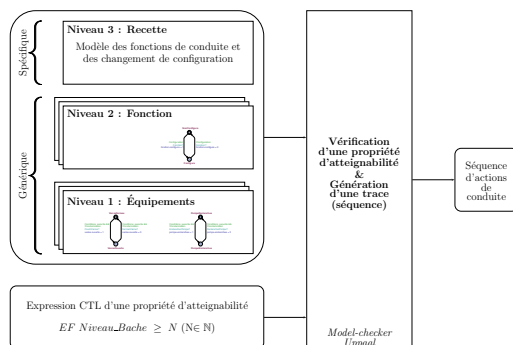 Spécifique
Niveau 3 : Recette
Modèle des fonctions de conduite et
des changement de configuration
Générique
Niveau 2 : Fonction
Niveau 1 : Équipements
Expression CTL d'une propriété d'atteignabilité
EF Niveau_Bache ≥ N (N∈ ℕ)
Vérification
d'une propriété
d'atteignabilité
&
Génération
d'une trace
(séquence)
Model-checker
Uppaal
Séquence
d'actions
de
conduite